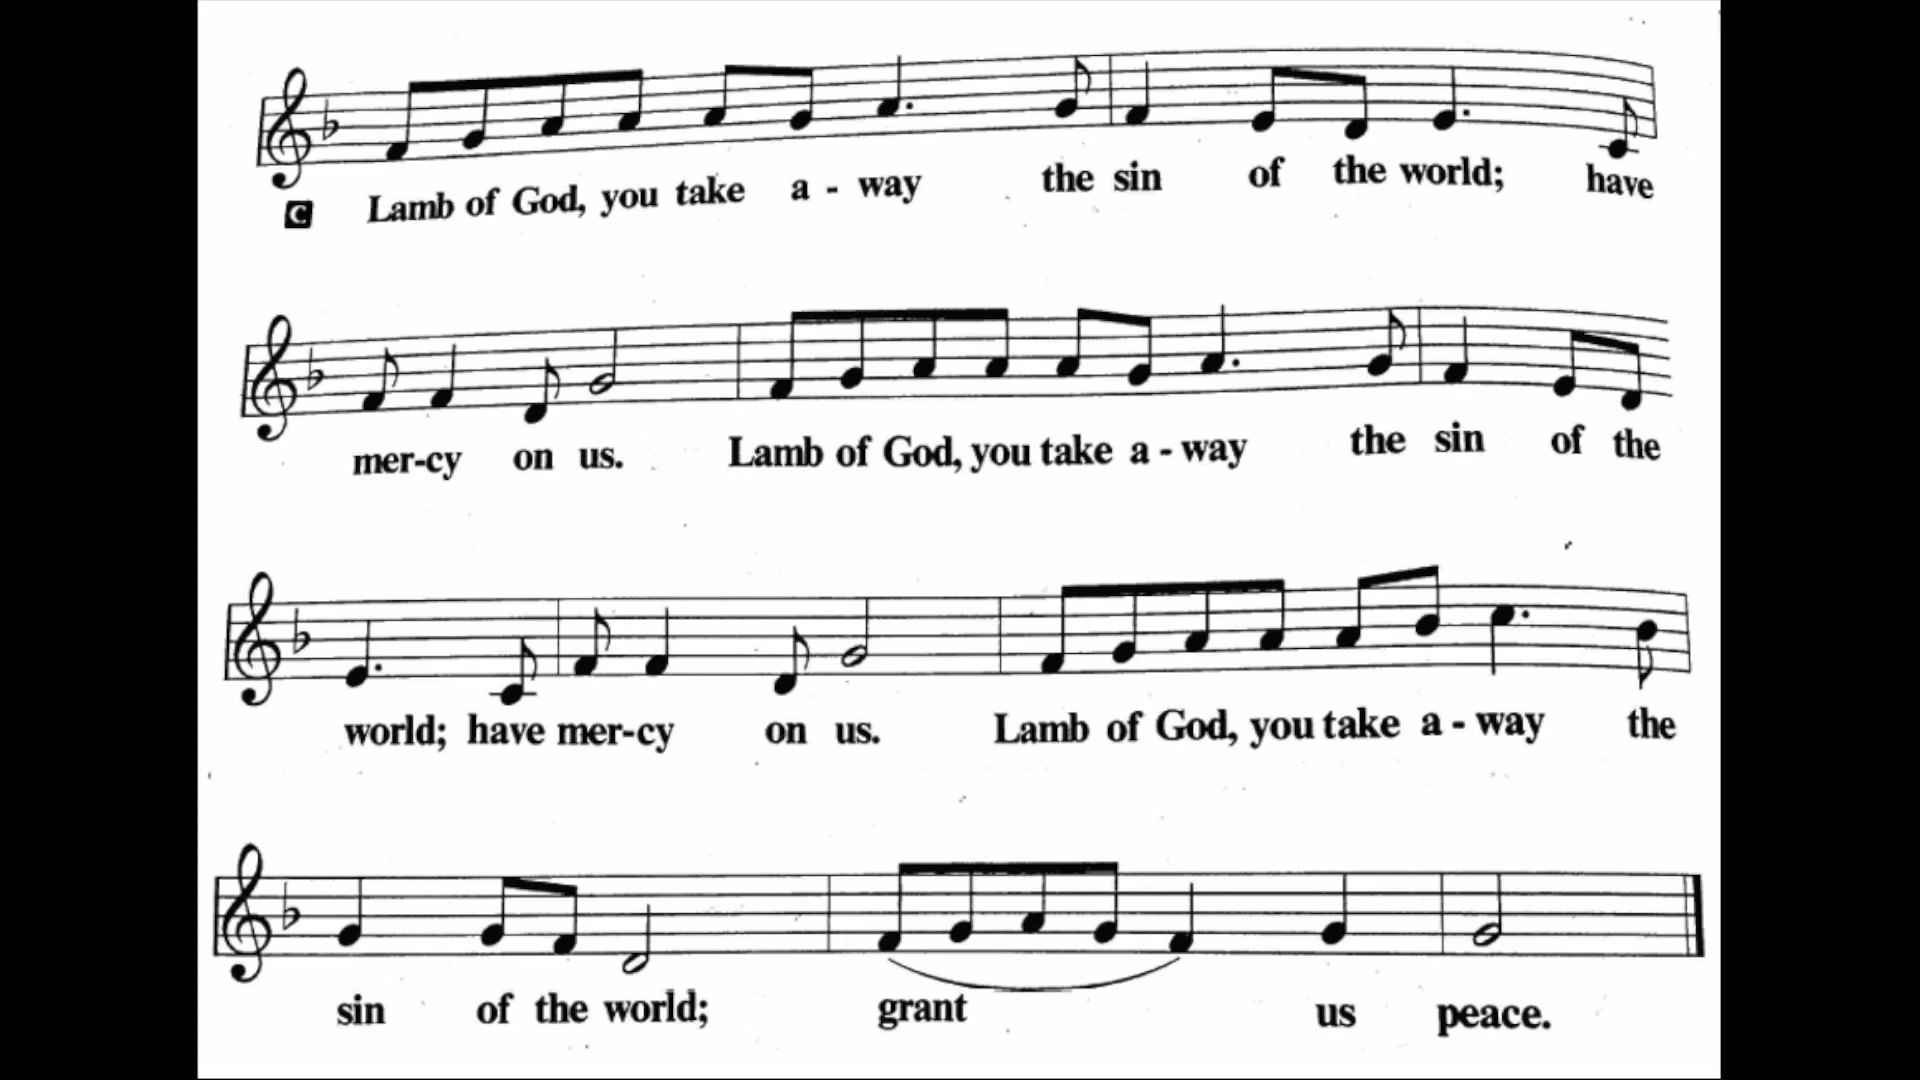 C Lamb of God, you take a - way the sin of the world; have
mer-cy on us. Lamb of God, you take a - way the sin of the
world; have mer-cy on us. Lamb of God, you take a - way the
sin of the world; grant us peace.